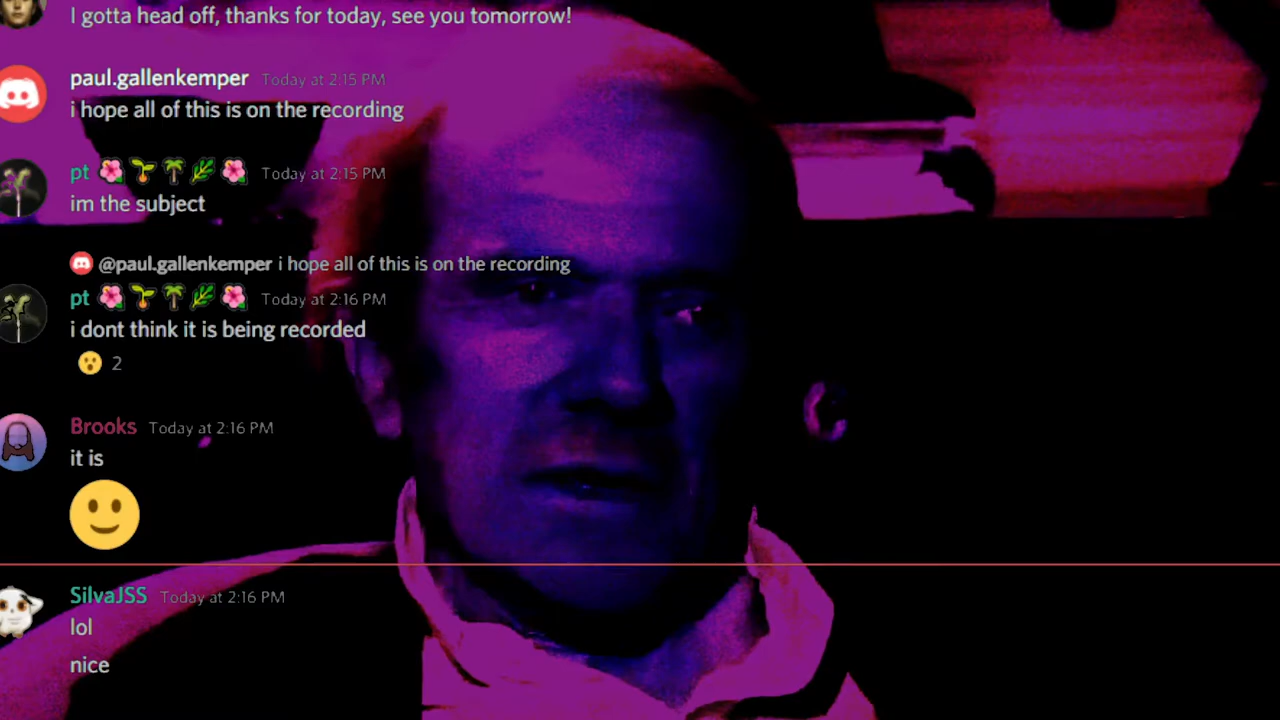 I gotta head off, thanks for today, see you tomorrow!
paul.gallenkemper Today at 2:15 PM
i hope all of this is on the recording
pt 🌺🌱🌴🌿🌺 Today at 2:15 PM
im the subject
@paul.gallenkemper i hope all of this is on the recording
pt 🌺🌱🌴🌿🌺 Today at 2:16 PM
i dont think it is being recorded
😮 2
Brooks Today at 2:16 PM
it is
🙂
SilvaJSS Today at 2:16 PM
lol
nice